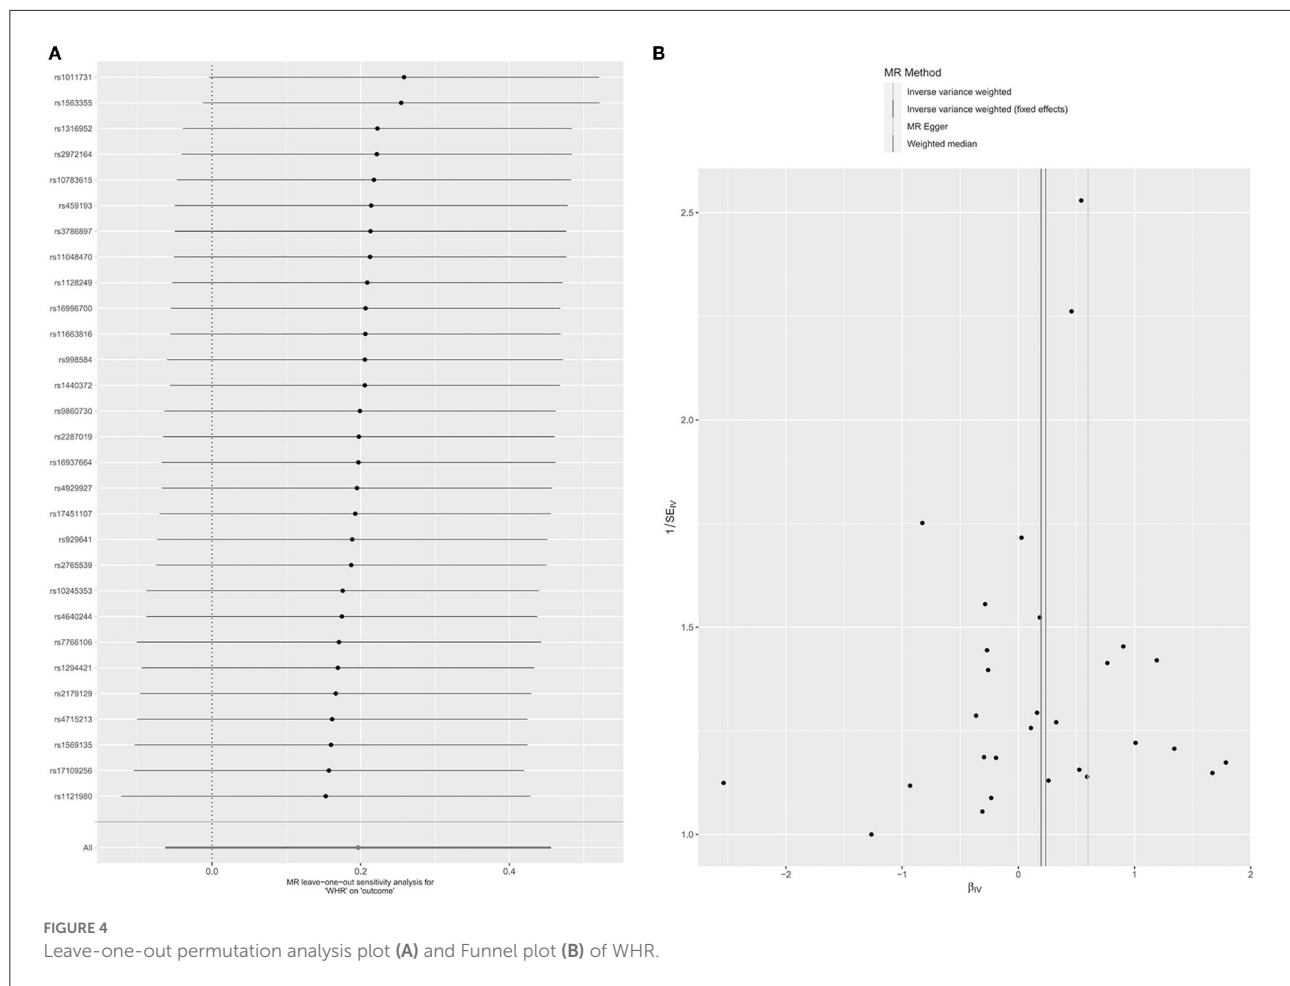 A
rs1011731
rs1563355
rs1316952
rs2972164
rs10783615
rs459193
rs3786897
rs11048470
rs1128249
rs16996700
rs11663816
rs998584
rs1440372
rs9860730
rs2287019
rs16937664
rs4929927
rs17451107
rs929641
rs2765539
rs10245353
rs4640244
rs7766106
rs1294421
rs2179129
rs4715213
rs1569135
rs17109256
rs1121980
All
0.0 0.2 0.4
MR leave-one-out sensitivity analysis for
'WHR' on 'outcome'
B
MR Method
Inverse variance weighted
Inverse variance weighted (fixed effects)
MR Egger
Weighted median
2.5
2.0
1.5
1.0
1/SEIV
-2 -1 0 1 2
βIV
FIGURE 4
Leave-one-out permutation analysis plot (A) and Funnel plot (B) of WHR.